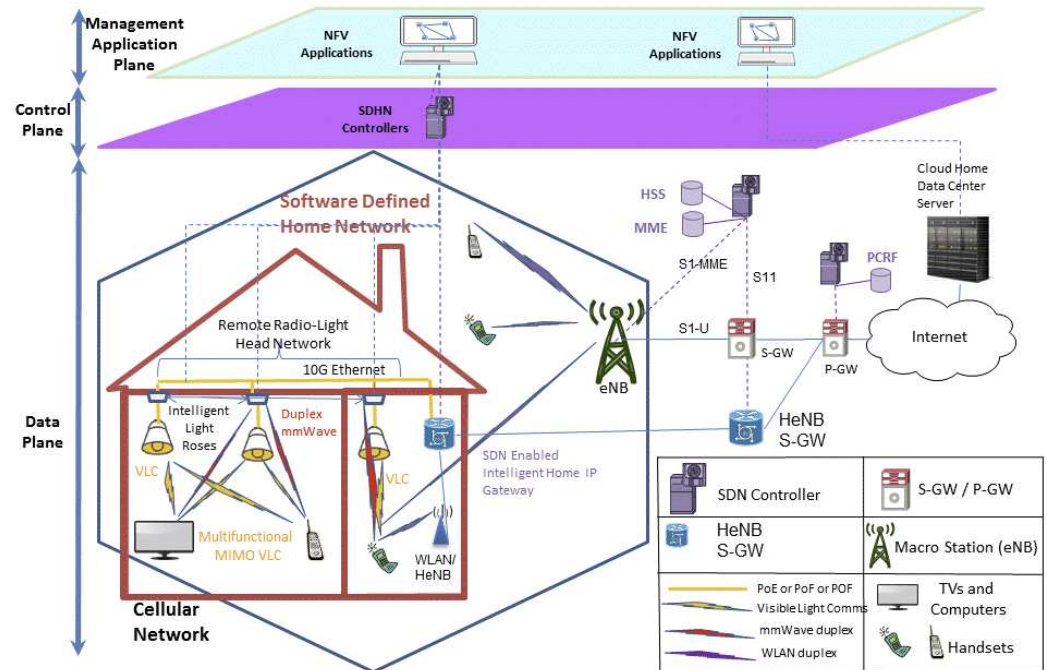 Management
Application
Plane
NFV
Applications
NFV
Applications
Control
Plane
SDHN
Controllers
Software Defined
Home Network
HSS
MME
Cloud Home
Data Center
Server
S1-MME
S11
PCRF
Remote Radio-Light
Head Network
S1-U
S-GW
P-GW
Internet
eNB
10G Ethernet
Data
Plane
Intelligent
Light
Roses
Duplex
mmWave
HeNB
S-GW
VLC
VLC
SDN Enabled
Intelligent Home IP
Gateway
Multifunctional
MIMO VLC
WLAN/
HeNB
Cellular
Network
SDN Controller
S-GW / P-GW
HeNB
S-GW
Macro Station (eNB)
PoE or PoF or POF
Visible Light Comms
mmWave duplex
WLAN duplex
TVs and
Computers
Handsets